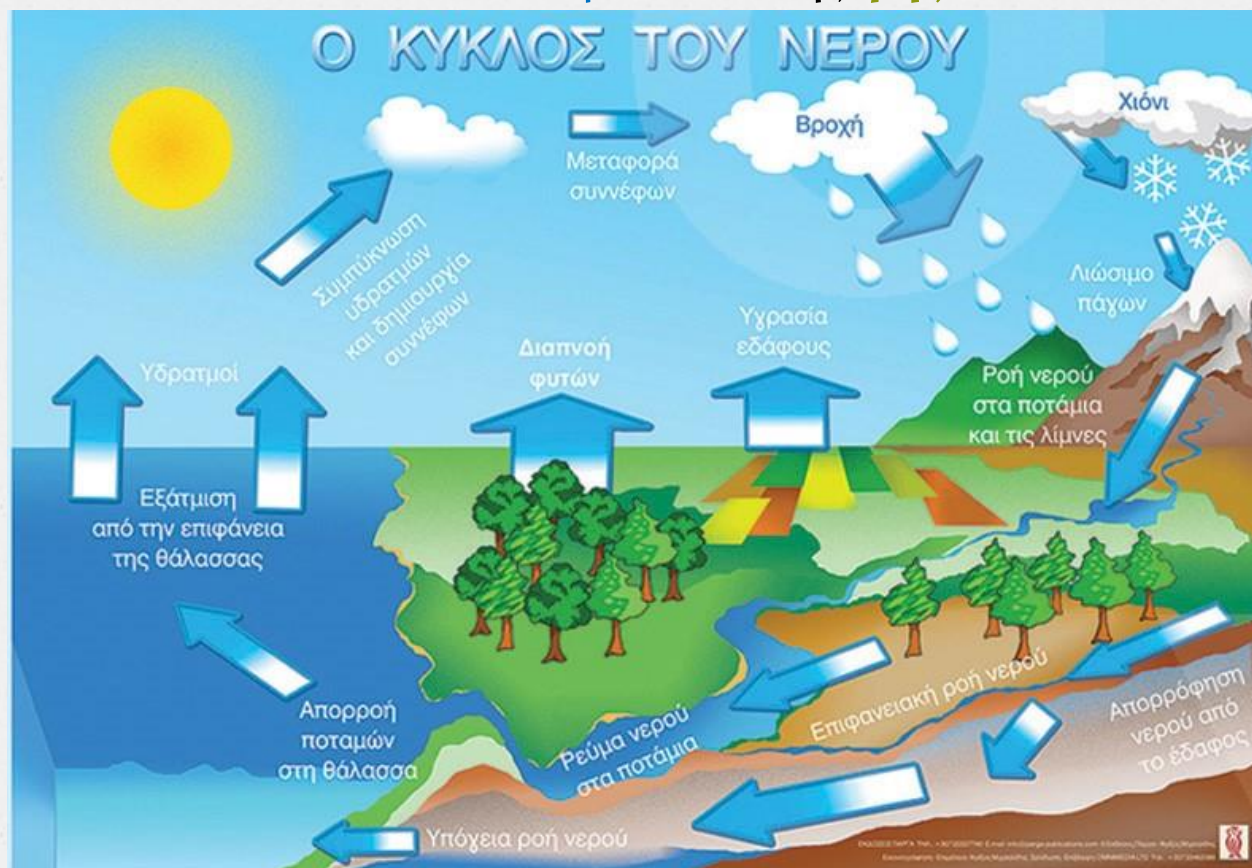 Ο ΚΥΚΛΟΣ ΤΟΥ ΝΕΡΟΥ
Βροχή
Χιόνι
Μεταφορά
συννέφων
Συμπύκνωση
υδρατμών
και δημιουργία
συννέφων
Λιώσιμο
πάγων
Υγρασία
εδάφους
Διαπνοή
φυτών
Υδρατμοί
Ροή νερού
στα ποτάμια
και τις λίμνες
Εξάτμιση
από την επιφάνεια
της θάλασσας
Απορροή
ποταμών
στη θάλασσα
Ρεύμα νερού
στα ποτάμια
Επιφανειακή ροή νερού
Απορρόφηση
νερού από
το έδαφος
Υπόγεια ροή νερού